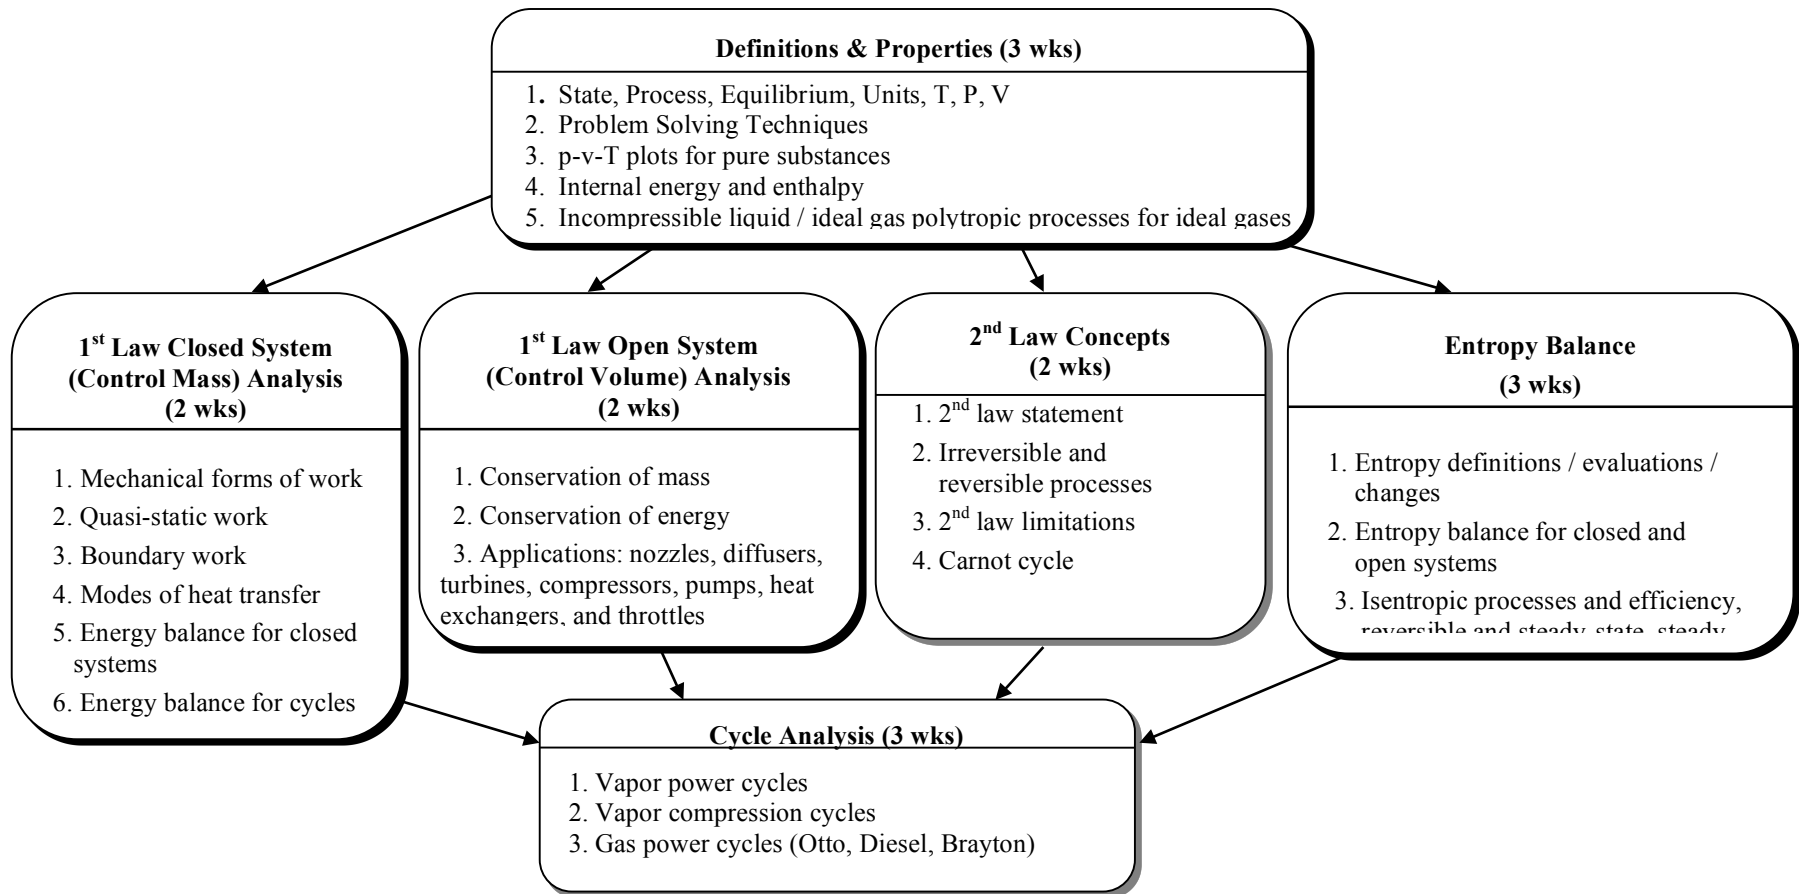 Definitions & Properties (3 wks)
1. State, Process, Equilibrium, Units, T, P, V
2. Problem Solving Techniques
3. p-v-T plots for pure substances
4. Internal energy and enthalpy
5. Incompressible liquid / ideal gas polytropic processes for ideal gases
1st Law Closed System
(Control Mass) Analysis
(2 wks)
1. Mechanical forms of work
2. Quasi-static work
3. Boundary work
4. Modes of heat transfer
5. Energy balance for closed
systems
6. Energy balance for cycles
1st Law Open System
(Control Volume) Analysis
(2 wks)
1. Conservation of mass
2. Conservation of energy
3. Applications: nozzles, diffusers,
turbines, compressors, pumps, heat
exchangers, and throttles
2nd Law Concepts
(2 wks)
1. 2nd law statement
2. Irreversible and
reversible processes
3. 2nd law limitations
4. Carnot cycle
Entropy Balance
(3 wks)
1. Entropy definitions / evaluations /
changes
2. Entropy balance for closed and
open systems
3. Isentropic processes and efficiency,
reversible and steady-state, steady
Cycle Analysis (3 wks)
1. Vapor power cycles
2. Vapor compression cycles
3. Gas power cycles (Otto, Diesel, Brayton)